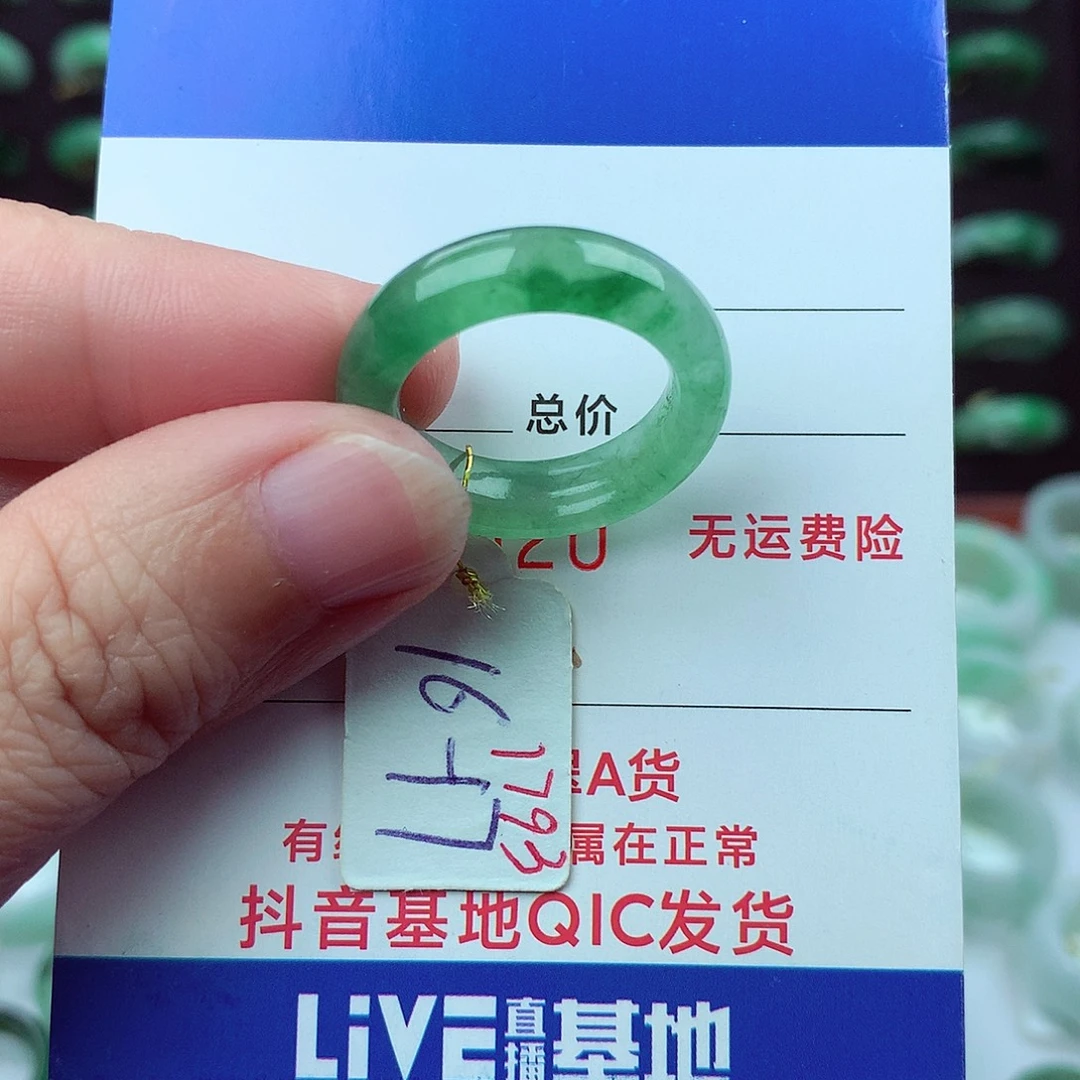 总价
20 无运费险
A货
有 属在正常
抖音基地QIC发货
LiVE直播基地
16
1793